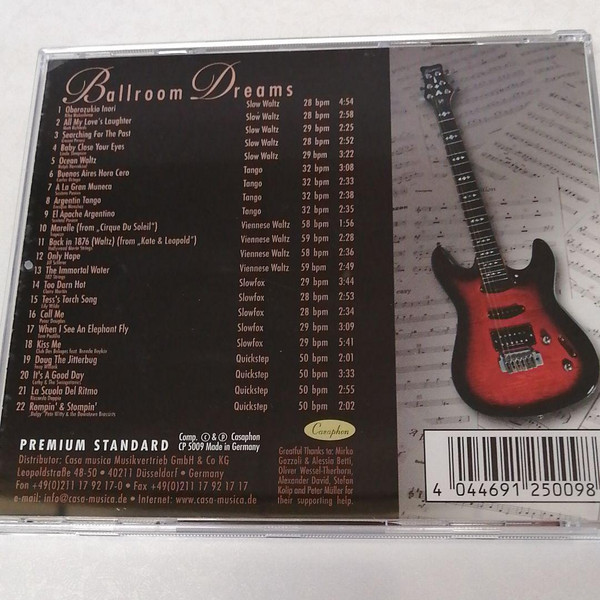 Ballroom Dreams
1 Oborozukio Inori Slow Waltz 28 bpm 4:54
2 All My Love's Laughter Slow Waltz 28 bpm 2:58
3 Searching For The Past Slow Waltz 29 bpm 2:25
4 Baby Close Your Eyes Slow Waltz 28 bpm 2:52
5 Ocean Waltz Slow Waltz 29 bpm 3:22
6 Buenos Aires Hora Cero Tango 32 bpm 3:08
7 A La Gran Muneca Tango 33 bpm 2:33
8 Argentin Tango Tango 32 bpm 2:38
9 El Apache Argentino Tango 32 bpm 2:35
10 Morelle (from „Cirque Du Soleil") Viennese Waltz 58 bpm 1:56
11 Back in 1876 (Waltz) (from „Kate & Leopold") Viennese Waltz 59 bpm 2:28
Hollywood Movie Strings
12 Only Hope Viennese Waltz 58 bpm 2:36
13 The Immortal Water Viennese Waltz 59 bpm 2:49
14 Too Darn Hot Slowfox 29 bpm 3:44
15 Tess's Torch Song Slowfox 28 bpm 2:53
16 Call Me Slowfox 28 bpm 2:34
17 When I See An Elephant Fly Slowfox 29 bpm 3:09
18 Kiss Me Slowfox 29 bpm 5:41
19 Doug The Jitterbug Quickstep 50 bpm 2:01
20 It's A Good Day Quickstep 50 bpm 3:33
21 La Scuola Del Ritmo Quickstep 50 bpm 2:55
22 Rompin' & Stompin' Quickstep 50 bpm 2:02
PREMIUM STANDARD
Comp. © & ℗ Casaphon
CP 5009 Made in Germany
Distributor: Casa musica Musikvertrieb GmbH & Co KG
Leopoldstraße 48-50 • 40211 Düsseldorf • Germany
Fon +49(0)211 17 92 17-0 • Fax +49(0)211 17 92 17 17
e-mail: info@casa-musica.de • Internet: www.casa-musica.de
Casaphon
Greatful Thanks to: Mirko
Gozzoli & Alessia Betti,
Oliver Wessel-Therhorn,
Alexander David, Stefan
Kolip and Peter Müller for
their supporting help.
4 044691 250098